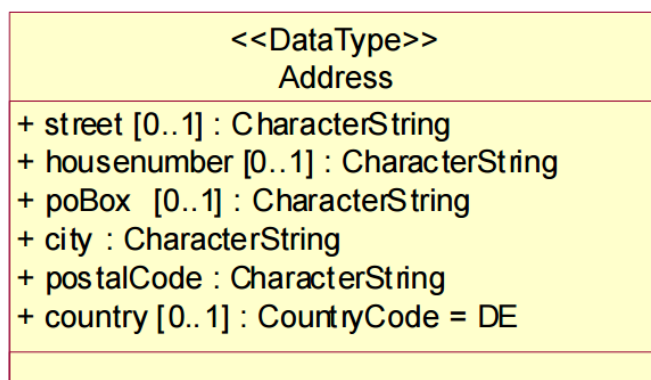 <<DataType>>
Address
+ street [0..1] : CharacterString
+ housenumber [0..1] : CharacterString
+ poBox [0..1] : CharacterString
+ city : CharacterString
+ postalCode : CharacterString
+ country [0..1] : CountryCode = DE